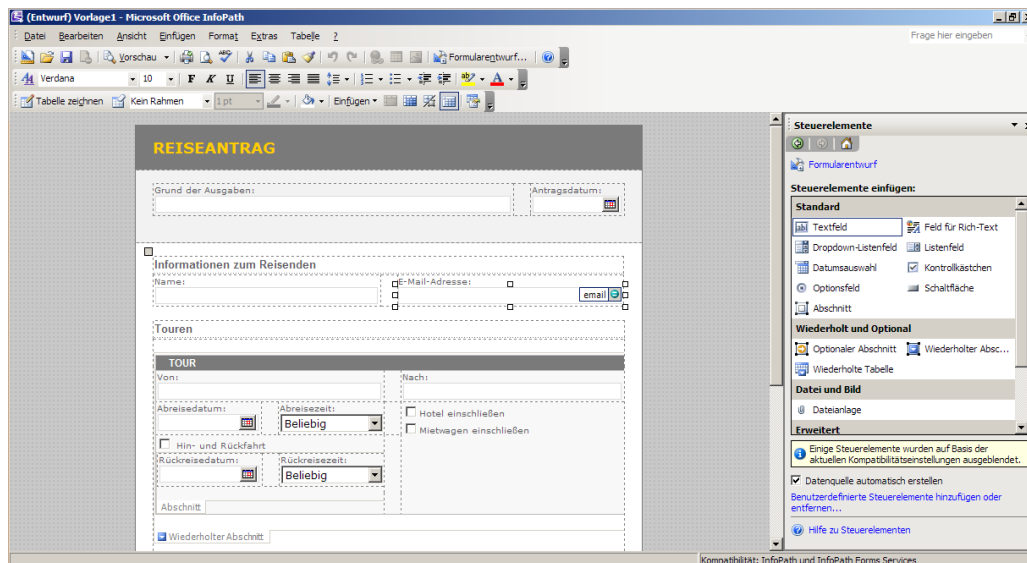 (Entwurf) Vorlage1 - Microsoft Office InfoPath
Datei Bearbeiten Ansicht Einfügen Format Extras Tabelle ?
Frage hier eingeben
Vorschau
Formularentwurf...
Verdana 10 F K U
Tabelle zeichnen Kein Rahmen 1 pt Einfügen
REISEANTRAG
Grund der Ausgaben: Antragsdatum:
Informationen zum Reisenden
Name: E-Mail-Adresse:
email
Touren
TOUR
Von: Nach:
Abreisedatum: Abreisezeit: Hotel einschließen
Beliebig Mietwagen einschließen
Hin- und Rückfahrt
Rückreisedatum: Rückreisezeit:
Beliebig
Abschnitt
Wiederholter Abschnitt
Steuerelemente
Formularentwurf
Steuerelemente einfügen:
Standard
Textfeld Feld für Rich-Text
Dropdown-Listenfeld Listenfeld
Datumsauswahl Kontrollkästchen
Optionsfeld Schaltfläche
Abschnitt
Wiederholt und Optional
Optionaler Abschnitt Wiederholter Absc...
Wiederholte Tabelle
Datei und Bild
Dateianlage
Erweitert
Einige Steuerelemente wurden auf Basis der
aktuellen Kompatibilitätseinstellungen ausgeblendet.
Datenquelle automatisch erstellen
Benutzerdefinierte Steuerelemente hinzufügen oder
entfernen...
Hilfe zu Steuerelementen
Kompatibilität: InfoPath und InfoPath Forms Services